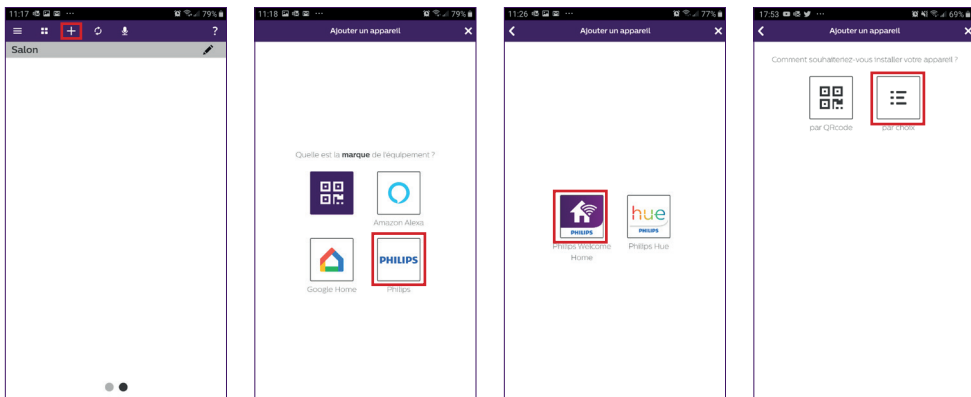 11:17 ... 79%
?
Salon
11:18 ... 79%
Ajouter un appareil
Quelle est la marque de l'équipement ?
Amazon Alexa
PHILIPS
Google Home
Philips
11:26 ... 77%
Ajouter un appareil
PHILIPS
Philips Welcome
Home
hue
PHILIPS
Philips Hue
17:53 ... 69%
Ajouter un appareil
Comment souhaiteriez-vous installer votre appareil ?
par QRcode
par choix